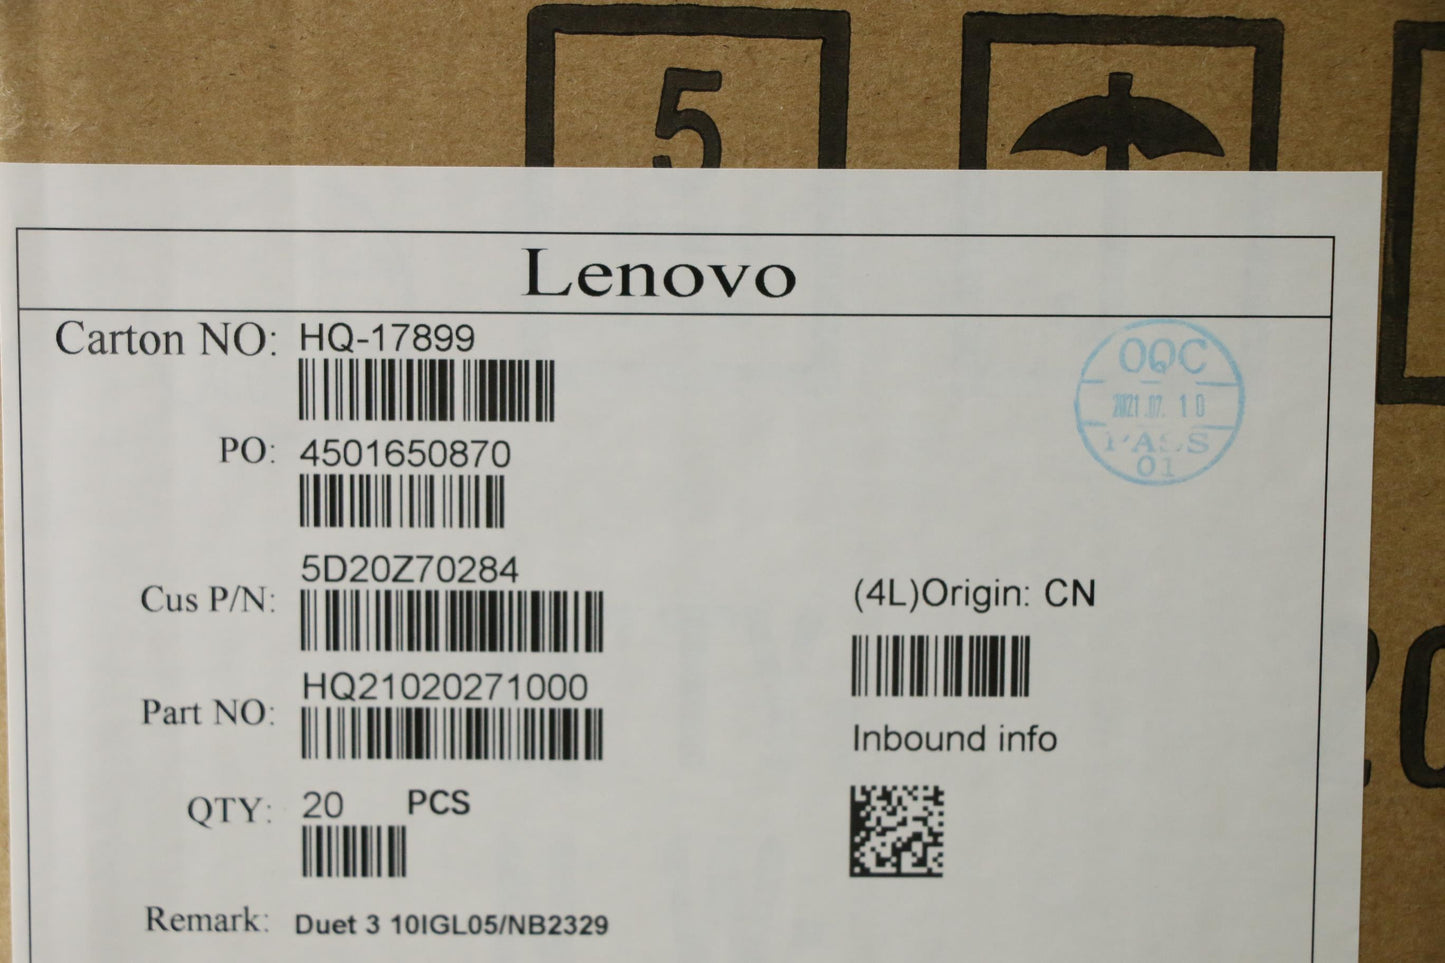 5
Lenovo
Carton NO: HQ-17899
OQC
2021.07. 10
PASS
01
PO: 4501650870
Cus P/N: 5D20Z70284
(4L)Origin: CN
Part NO: HQ21020271000
Inbound info
QTY: 20 PCS
Remark: Duet 3 10IGL05/NB2329